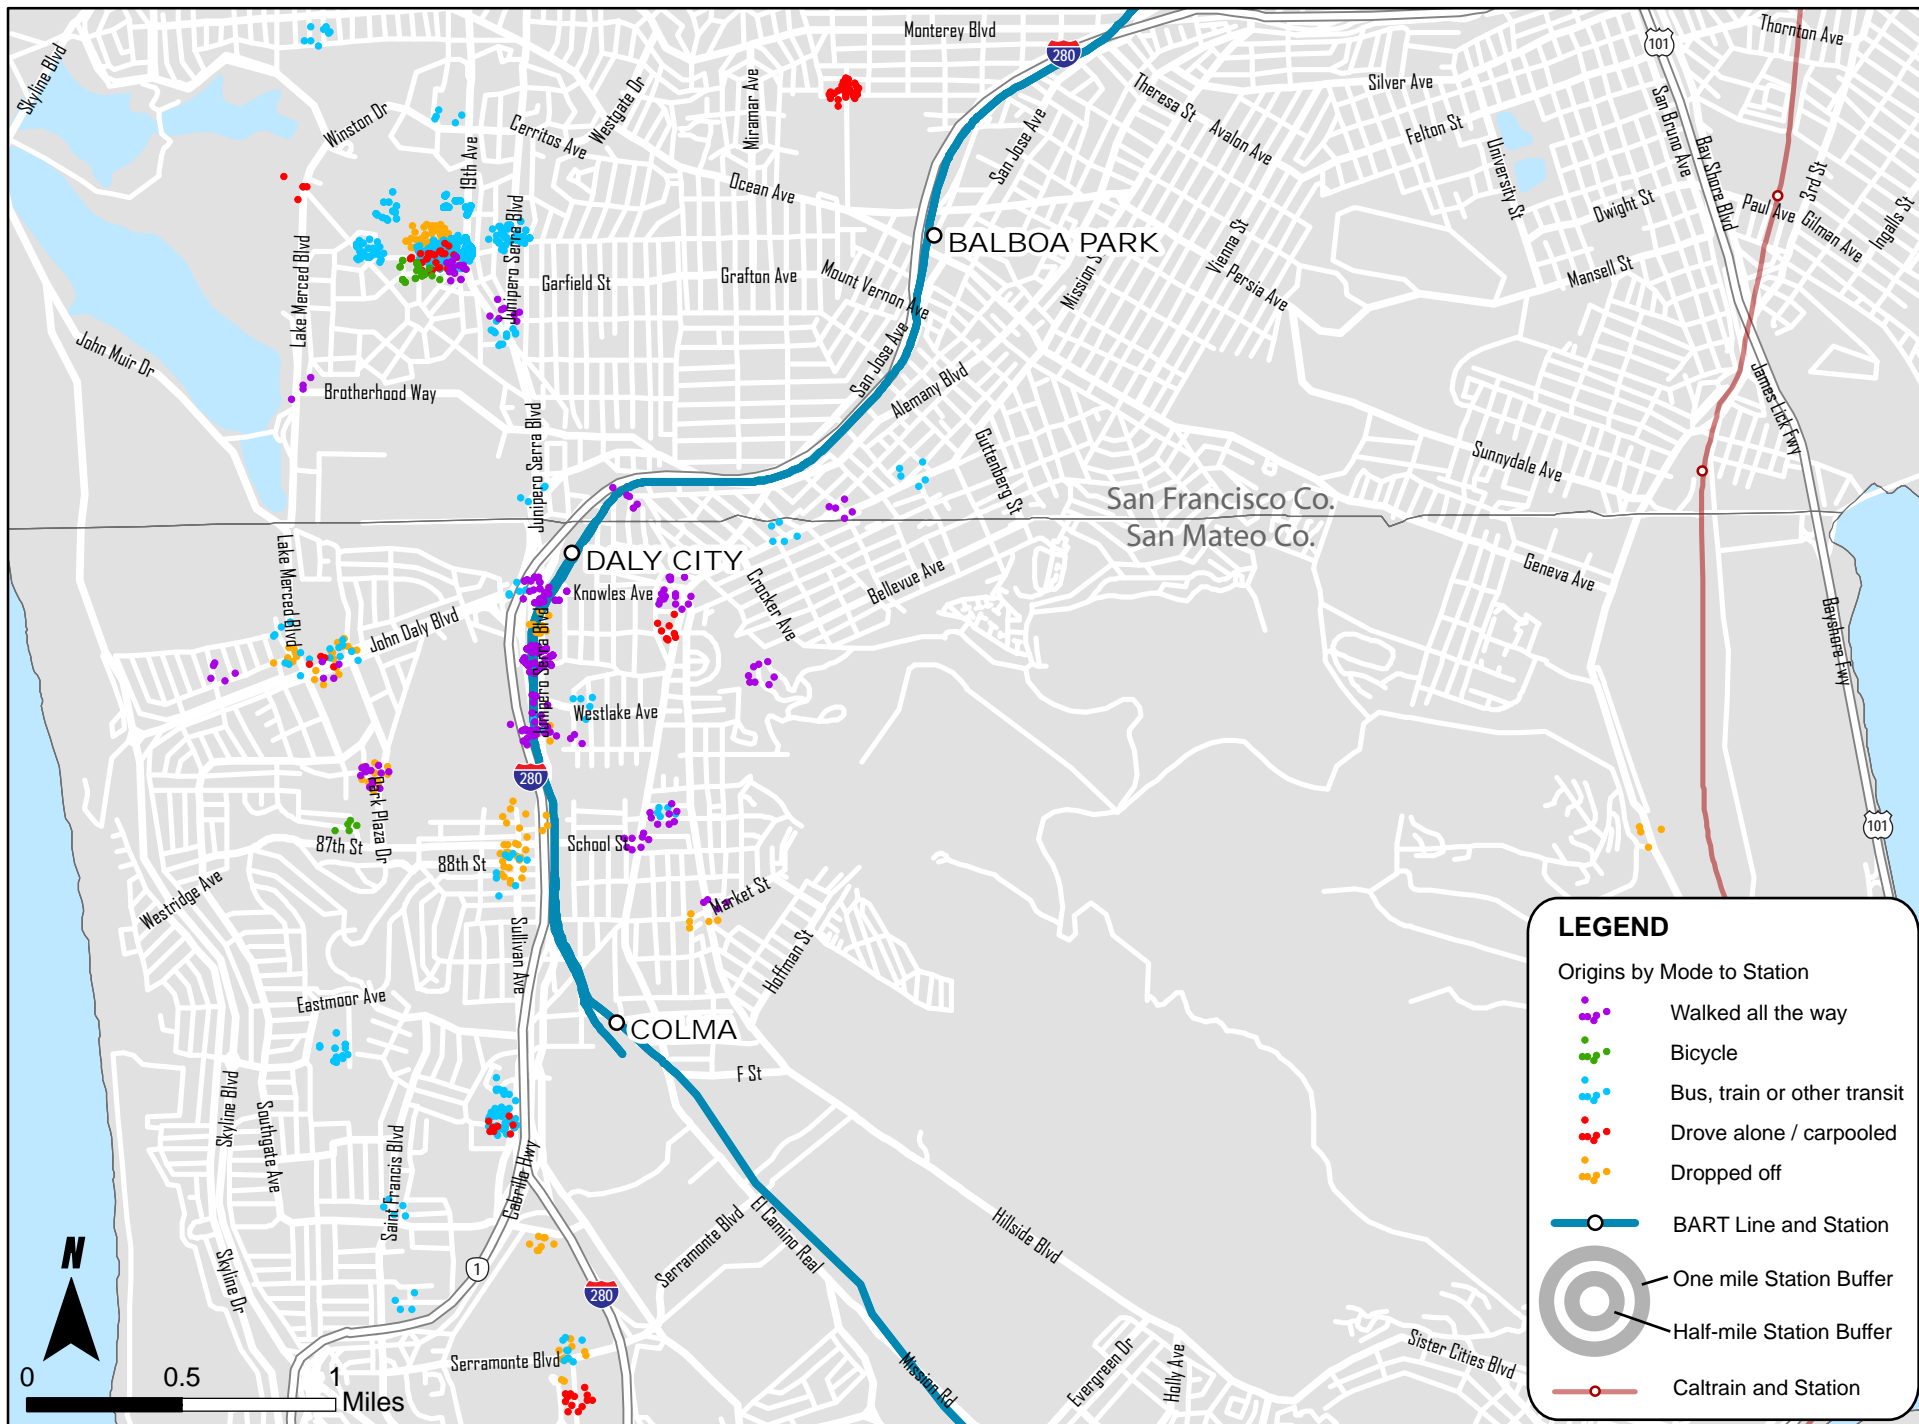 Monterey Blvd
280
101
Thornton Ave
Skyline Blvd
Winston Dr
Cerritos Ave
Westgate Dr
Miramar Ave
San Jose Ave
Theresa St
Avalon Ave
Silver Ave
Felton St
University St
San Bruno Ave
Bay Shore Blvd
Paul Ave
3rd St
Gilman Ave
Ingalls St
19th Ave
Ocean Ave
Dwight St
Lake Merced Blvd
Junipero Serra Blvd
BALBOA PARK
Garfield St
Grafton Ave
Mount Vernon Ave
Mission S
Vienna St
Persia Ave
Mansell St
John Muir Dr
San Jose Ave
Brotherhood Way
Alemany Blvd
James Lick Fwy
Junipero Serra Blvd
Guttenberg St
Sunnydale Ave
San Francisco Co.
San Mateo Co.
DALY CITY
Lake Merced Blvd
John Daly Blvd
Knowles Ave
Crocker Ave
Bellevue Ave
Geneva Ave
Bayshore Fwy
Junipero Serra Blvd
Westlake Ave
280
Park Plaza Dr
87th St
88th St
School St
101
Westridge Ave
Market St
Sullivan Ave
Hoffman St
Eastmoor Ave
COLMA
F St
Skyline Blvd
Southgate Ave
Saint Francis Blvd
Cabrillo Hwy
Serramonte Blvd
El Camino Real
Hillside Blvd
Skyline Dr
1
280
Serramonte Blvd
Mission Rd
Evergreen Dr
Holly Ave
Sister Cities Blvd
N
0 0.5 1
Miles
LEGEND
Origins by Mode to Station
Walked all the way
Bicycle
Bus, train or other transit
Drove alone / carpooled
Dropped off
BART Line and Station
One mile Station Buffer
Half-mile Station Buffer
Caltrain and Station